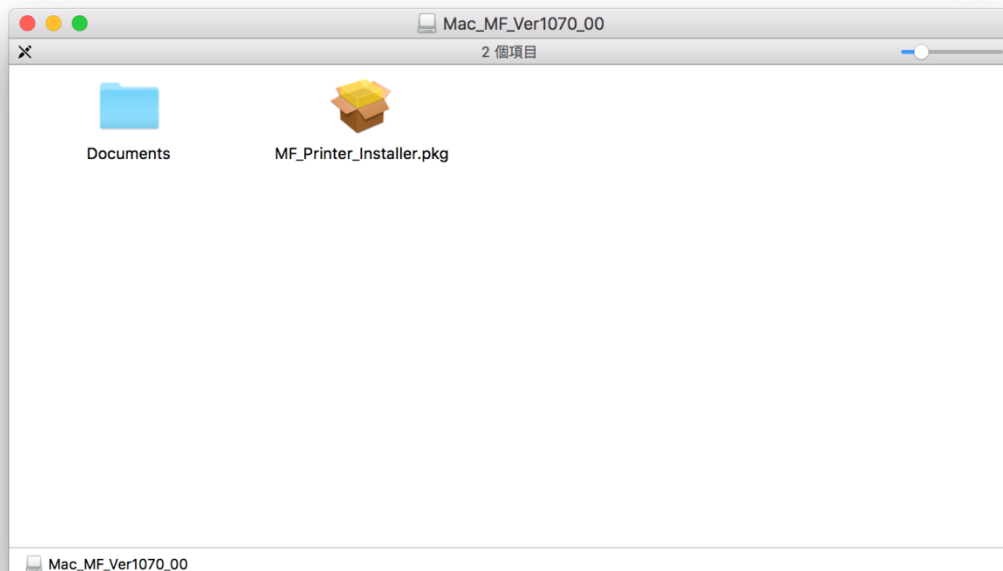 Mac_MF_Ver1070_00
2 個項目
Documents
MF_Printer_Installer.pkg
Mac_MF_Ver1070_00